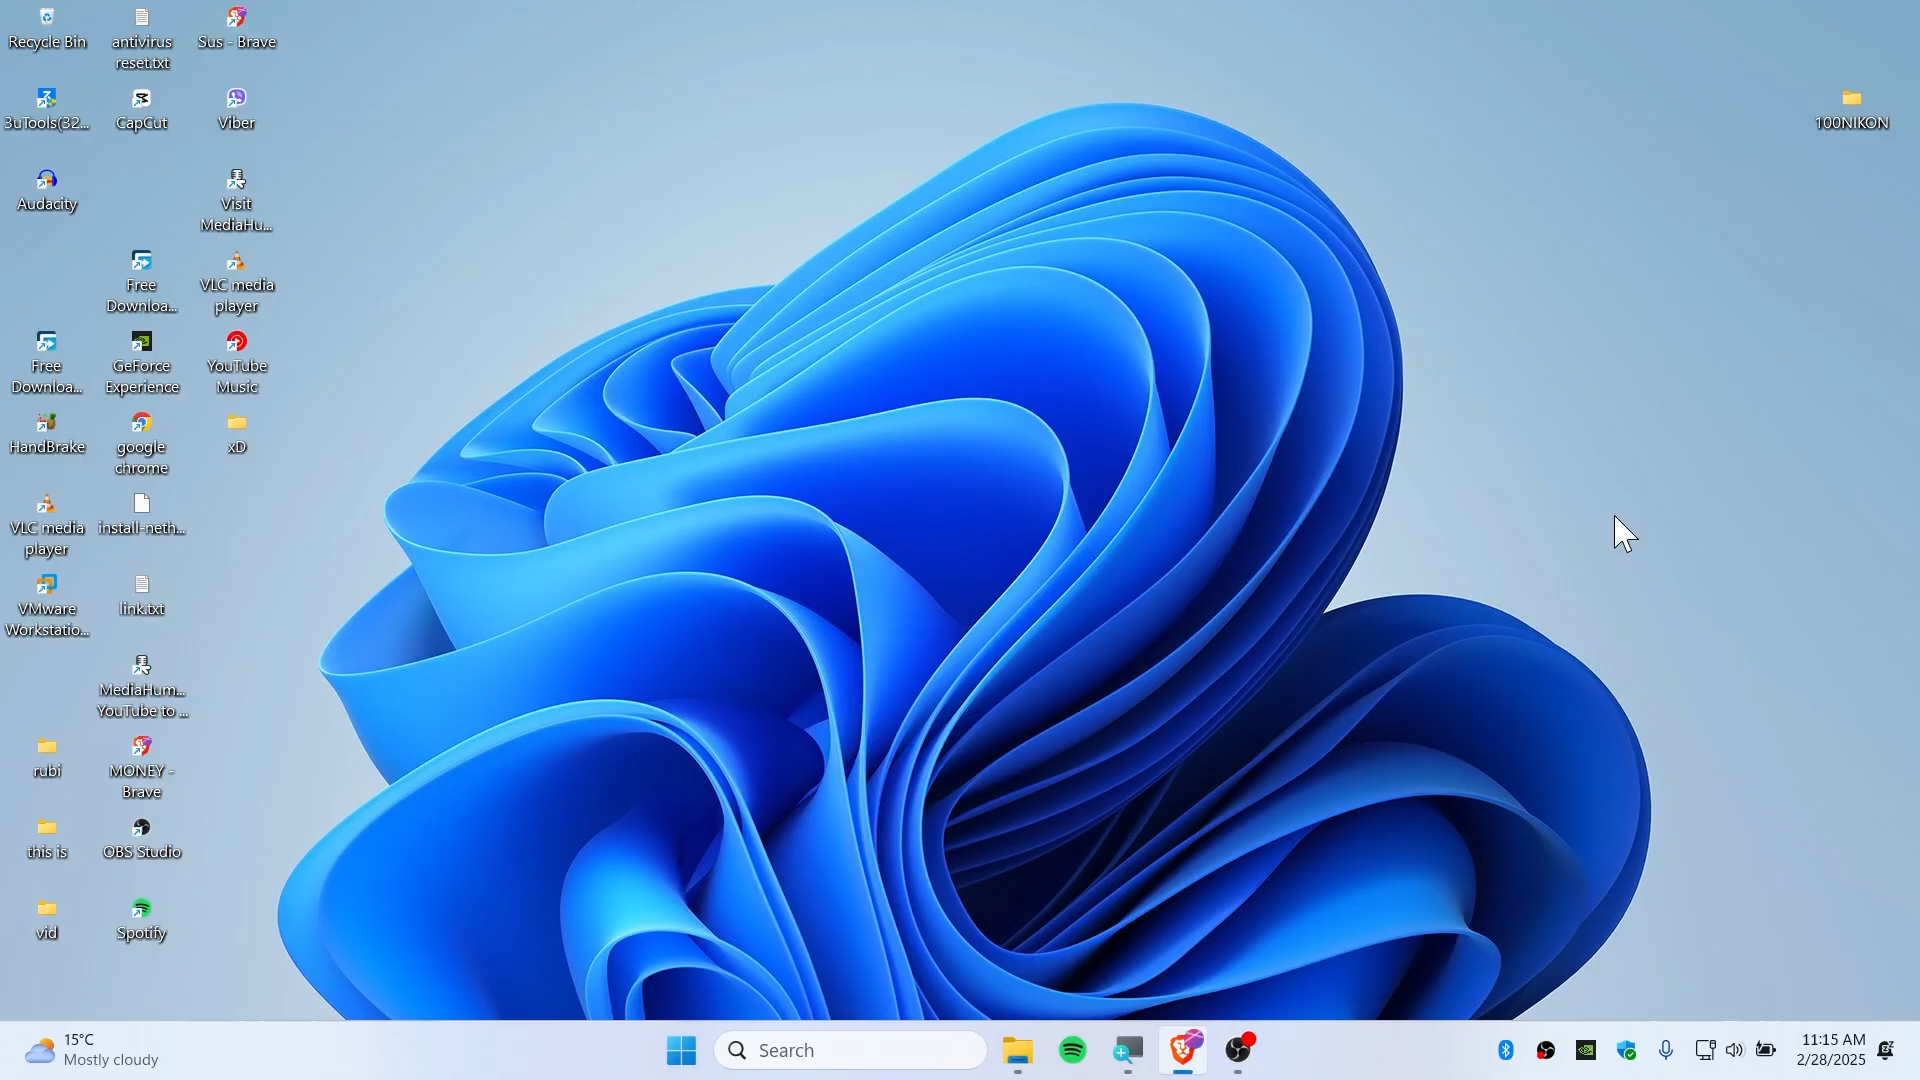 Recycle Bin
antivirus
reset.txt
Sus - Brave
3uTools(32...
CapCut
Viber
100NIKON
Audacity
Visit
MediaHu...
Free
Downloa...
VLC media
player
Free
Downloa...
GeForce
Experience
YouTube
Music
HandBrake
google
chrome
xD
VLC media
player
install-neth...
VMware
Workstatio...
link.txt
MediaHum...
YouTube to ...
rubi
MONEY -
Brave
this is
OBS Studio
vid
Spotify
15°C
Mostly cloudy
Search
11:15 AM
2/28/2025